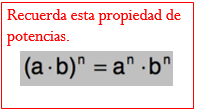 Recuerda esta propiedad de
potencias.
(a·b)ⁿ = aⁿ·bⁿ